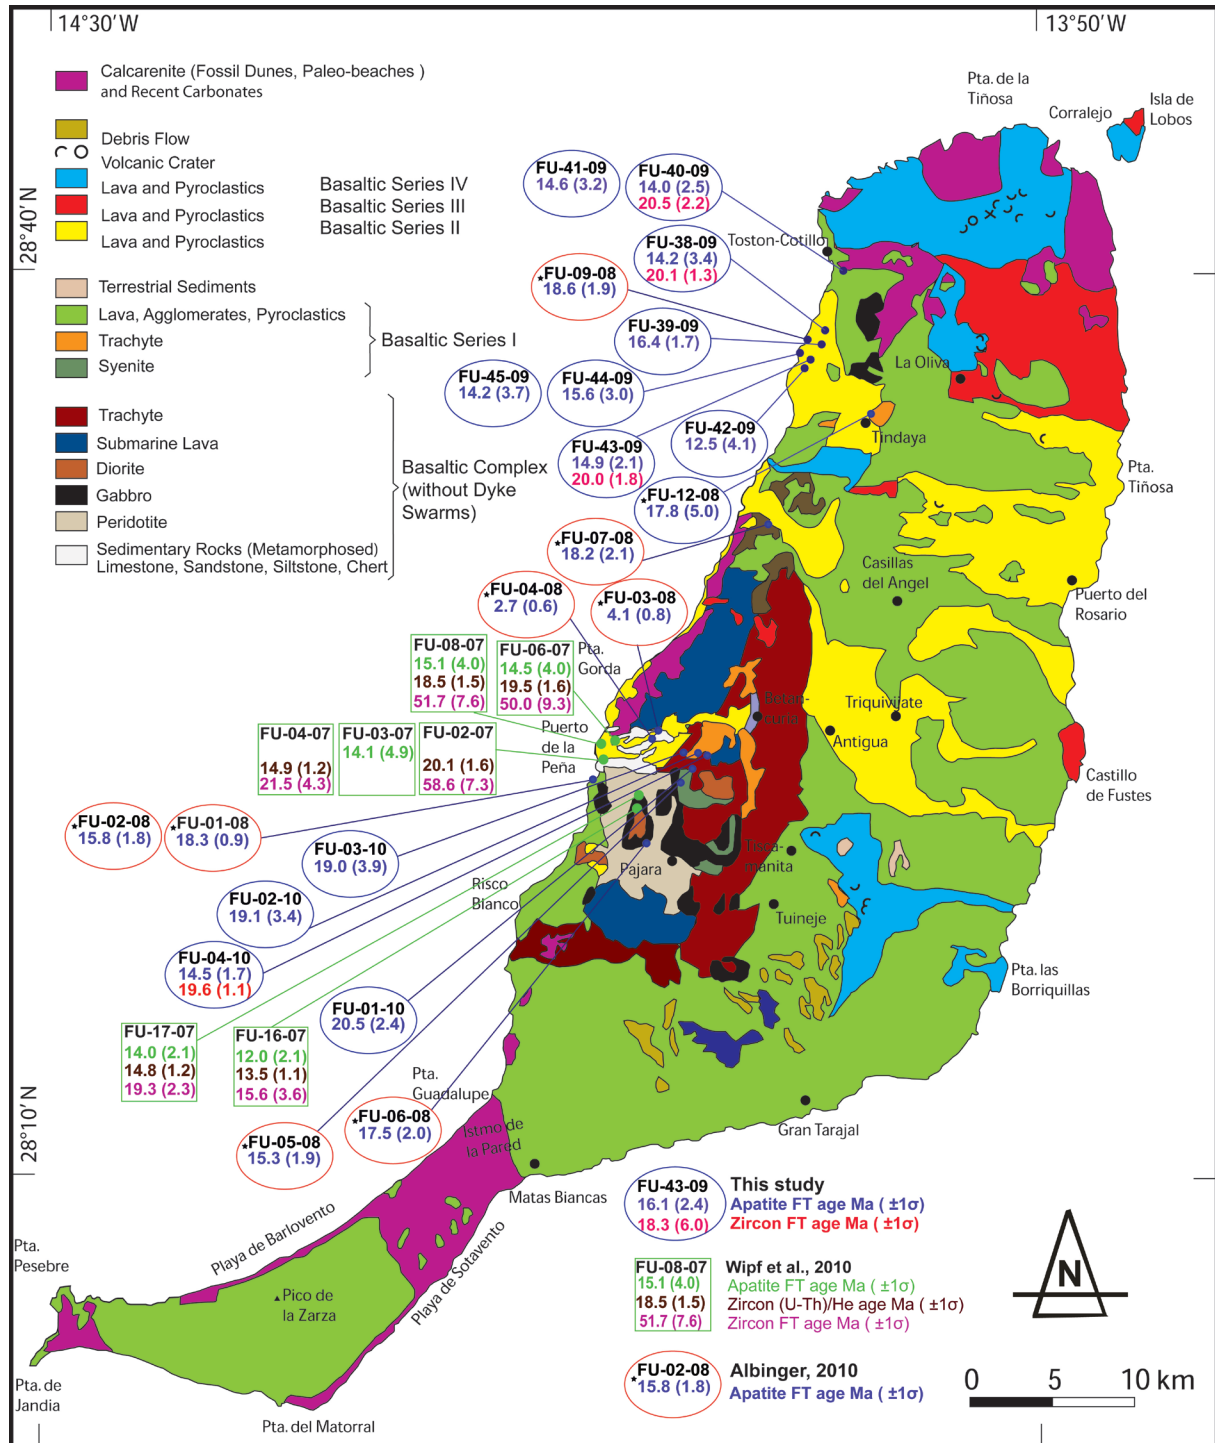 14°30'W
13°50'W
28°40'N
28°10'N
Calcarenite (Fossil Dunes, Paleo-beaches )
and Recent Carbonates
Debris Flow
Volcanic Crater
Lava and Pyroclastics
Basaltic Series IV
Lava and Pyroclastics
Basaltic Series III
Lava and Pyroclastics
Basaltic Series II
Terrestrial Sediments
Lava, Agglomerates, Pyroclastics
Trachyte
Syenite
Basaltic Series I
Trachyte
Submarine Lava
Diorite
Gabbro
Peridotite
Sedimentary Rocks (Metamorphosed)
Limestone, Sandstone, Siltstone, Chert
Basaltic Complex
(without Dyke
Swarms)
Pta. de la
Tiñosa
Corralejo
Isla de
Lobos
FU-41-09
14.6 (3.2)
FU-40-09
14.0 (2.5)
20.5 (2.2)
Toston-Cotillo
FU-38-09
14.2 (3.4)
20.1 (1.3)
*FU-09-08
18.6 (1.9)
FU-39-09
16.4 (1.7)
La Oliva
FU-45-09
14.2 (3.7)
FU-44-09
15.6 (3.0)
FU-42-09
12.5 (4.1)
Tindaya
FU-43-09
14.9 (2.1)
20.0 (1.8)
Pta.
Tiñosa
*FU-12-08
17.8 (5.0)
*FU-07-08
18.2 (2.1)
Casillas
del Angel
*FU-04-08
2.7 (0.6)
*FU-03-08
4.1 (0.8)
Puerto del
Rosario
FU-08-07
15.1 (4.0)
18.5 (1.5)
51.7 (7.6)
FU-06-07
14.5 (4.0)
19.5 (1.6)
50.0 (9.3)
Pta.
Gorda
Betan-
curia
Triquivijate
Antigua
Puerto
de la
Peña
FU-04-07
14.9 (1.2)
21.5 (4.3)
FU-03-07
14.1 (4.9)
FU-02-07
20.1 (1.6)
58.6 (7.3)
Castillo
de Fustes
*FU-02-08
15.8 (1.8)
*FU-01-08
18.3 (0.9)
FU-03-10
19.0 (3.9)
Pajara
Tisca-
manita
Risco
Blanco
FU-02-10
19.1 (3.4)
Tuineje
FU-04-10
14.5 (1.7)
19.6 (1.1)
Pta. las
Borriquillas
FU-01-10
20.5 (2.4)
FU-17-07
14.0 (2.1)
14.8 (1.2)
19.3 (2.3)
FU-16-07
12.0 (2.1)
13.5 (1.1)
15.6 (3.6)
Pta.
Guadalupe
*FU-06-08
17.5 (2.0)
Istmo de
la Pared
*FU-05-08
15.3 (1.9)
Gran Tarajal
Matas Biancas
Playa de Barlovento
Playa de Sotavento
Pta.
Pesebre
Pico de
la Zarza
Pta. de
Jandia
Pta. del Matorral
FU-43-09
16.1 (2.4)
18.3 (6.0)
This study
Apatite FT age Ma ( ±1σ)
Zircon FT age Ma ( ±1σ)
FU-08-07
15.1 (4.0)
18.5 (1.5)
51.7 (7.6)
Wipf et al., 2010
Apatite FT age Ma ( ±1σ)
Zircon (U-Th)/He age Ma ( ±1σ)
Zircon FT age Ma ( ±1σ)
*FU-02-08
15.8 (1.8)
Albinger, 2010
Apatite FT age Ma ( ±1σ)
N
0 5 10 km